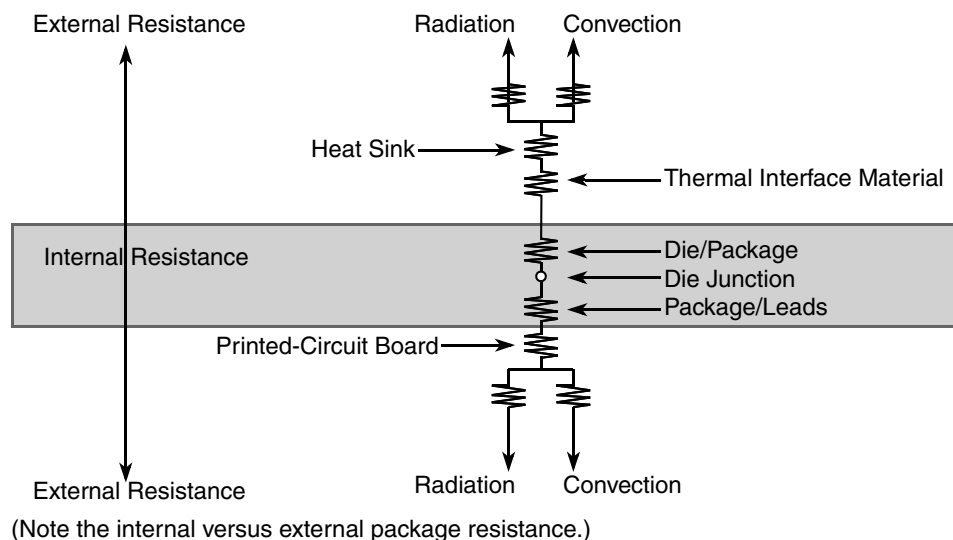 External Resistance
Radiation Convection
Heat Sink
Thermal Interface Material
Internal Resistance
Die/Package
Die Junction
Package/Leads
Printed-Circuit Board
External Resistance
Radiation Convection
(Note the internal versus external package resistance.)